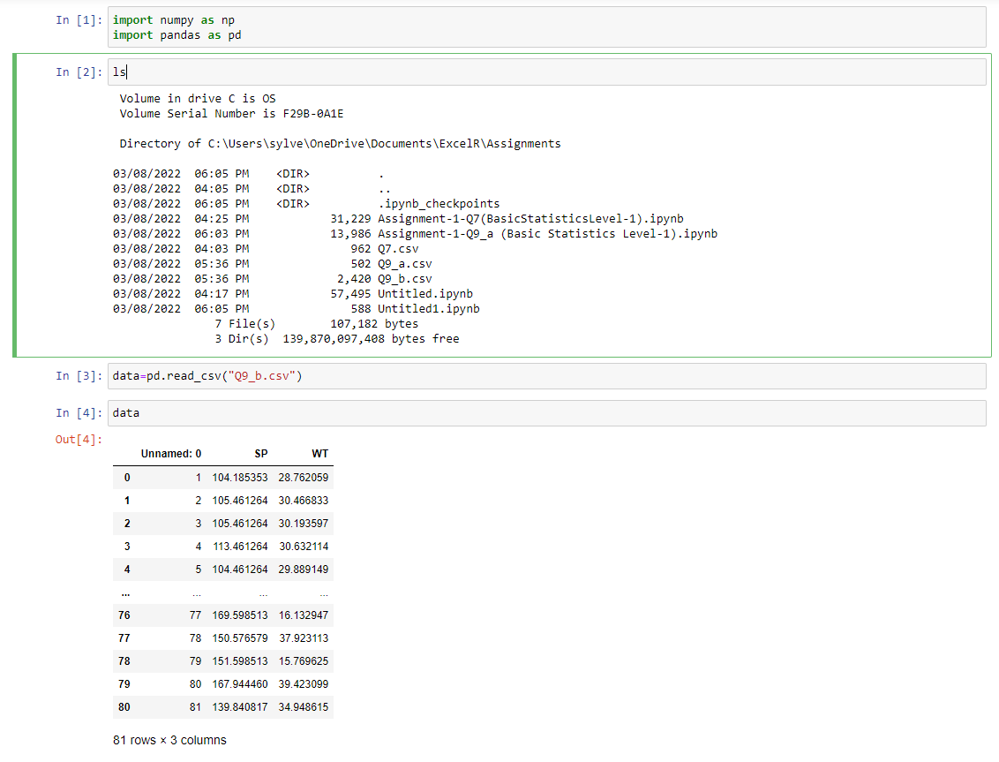 In [1]: import numpy as np
import pandas as pd
In [2]: ls
Volume in drive C is OS
Volume Serial Number is F29B-0A1E
Directory of C:\Users\sylve\OneDrive\Documents\ExcelR\Assignments
03/08/2022  06:05 PM    <DIR>          .
03/08/2022  04:05 PM    <DIR>          ..
03/08/2022  06:05 PM    <DIR>          .ipynb_checkpoints
03/08/2022  04:25 PM            31,229 Assignment-1-Q7(BasicStatisticsLevel-1).ipynb
03/08/2022  06:03 PM            13,986 Assignment-1-Q9_a (Basic Statistics Level-1).ipynb
03/08/2022  04:03 PM               962 Q7.csv
03/08/2022  05:36 PM               502 Q9_a.csv
03/08/2022  05:36 PM             2,420 Q9_b.csv
03/08/2022  04:17 PM            57,495 Untitled.ipynb
03/08/2022  06:05 PM               588 Untitled1.ipynb
7 File(s)        107,182 bytes
3 Dir(s)  139,870,097,408 bytes free
In [3]: data=pd.read_csv("Q9_b.csv")
In [4]: data
Out[4]:
Unnamed: 0 SP WT
0 1 104.185353 28.762059
1 2 105.461264 30.466833
2 3 105.461264 30.193597
3 4 113.461264 30.632114
4 5 104.461264 29.889149
... ... ... ...
76 77 169.598513 16.132947
77 78 150.576579 37.923113
78 79 151.598513 15.769625
79 80 167.944460 39.423099
80 81 139.840817 34.948615
81 rows × 3 columns